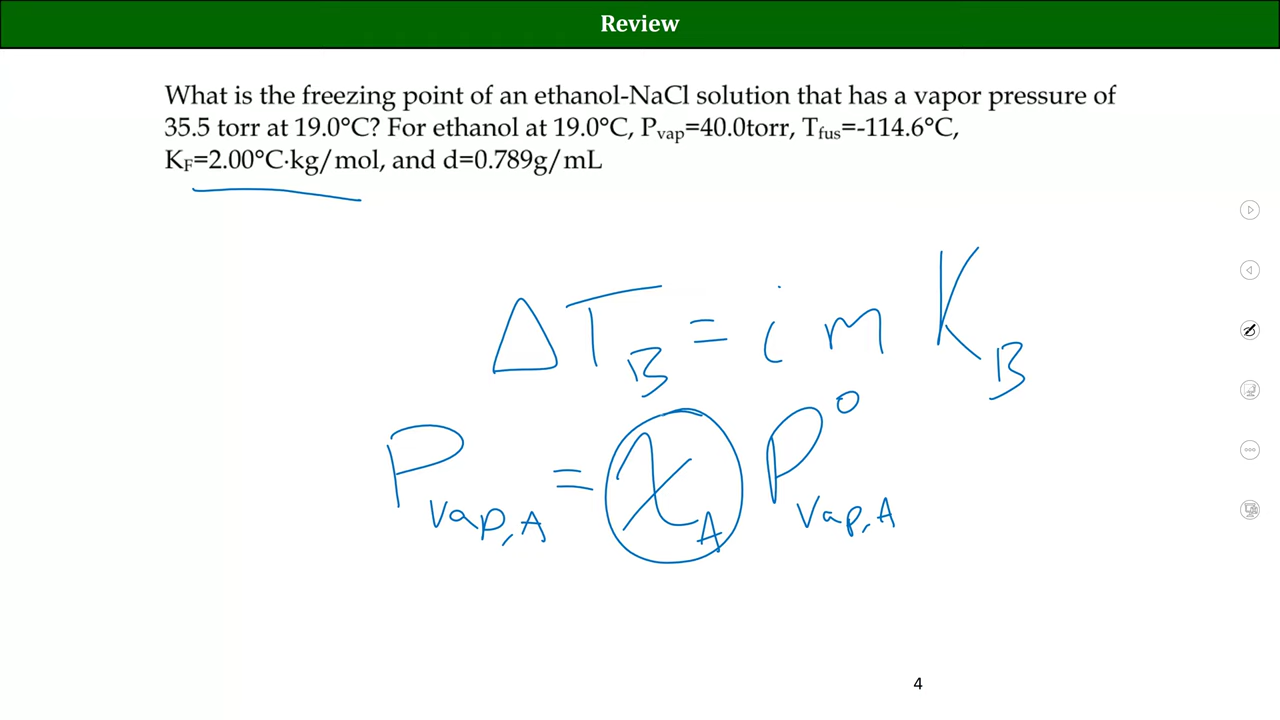 Review
What is the freezing point of an ethanol-NaCl solution that has a vapor pressure of
35.5 torr at 19.0°C? For ethanol at 19.0°C, Pvap=40.0torr, Tfus=-114.6°C,
KF=2.00°C·kg/mol, and d=0.789g/mL
ΔTB = i m KB
Pvap,A = χA P°vap,A
4